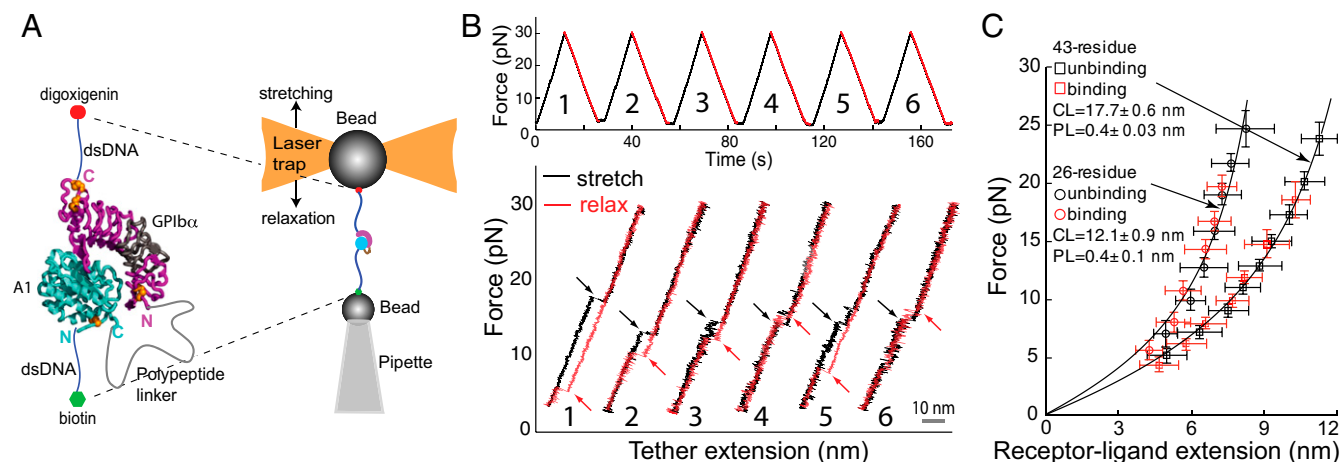 A
digoxigenin
dsDNA
C
GPIbα
A1
N
N
C
dsDNA
Polypeptide
linker
biotin
stretching
Bead
Laser
trap
relaxation
Bead
Pipette
B
Force (pN)
30
20
10
0
1 2 3 4 5 6
0 40 80 120 160
Time (s)
stretch
relax
Force (pN)
30
20
10
0
1 2 3 4 5 6
10 nm
Tether extension (nm)
C
43-residue
unbinding
binding
CL=17.7± 0.6 nm
PL=0.4± 0.03 nm
26-residue
unbinding
binding
CL=12.1± 0.9 nm
PL=0.4± 0.1 nm
Force (pN)
30
25
20
15
10
5
0
0 3 6 9 12
Receptor-ligand extension (nm)